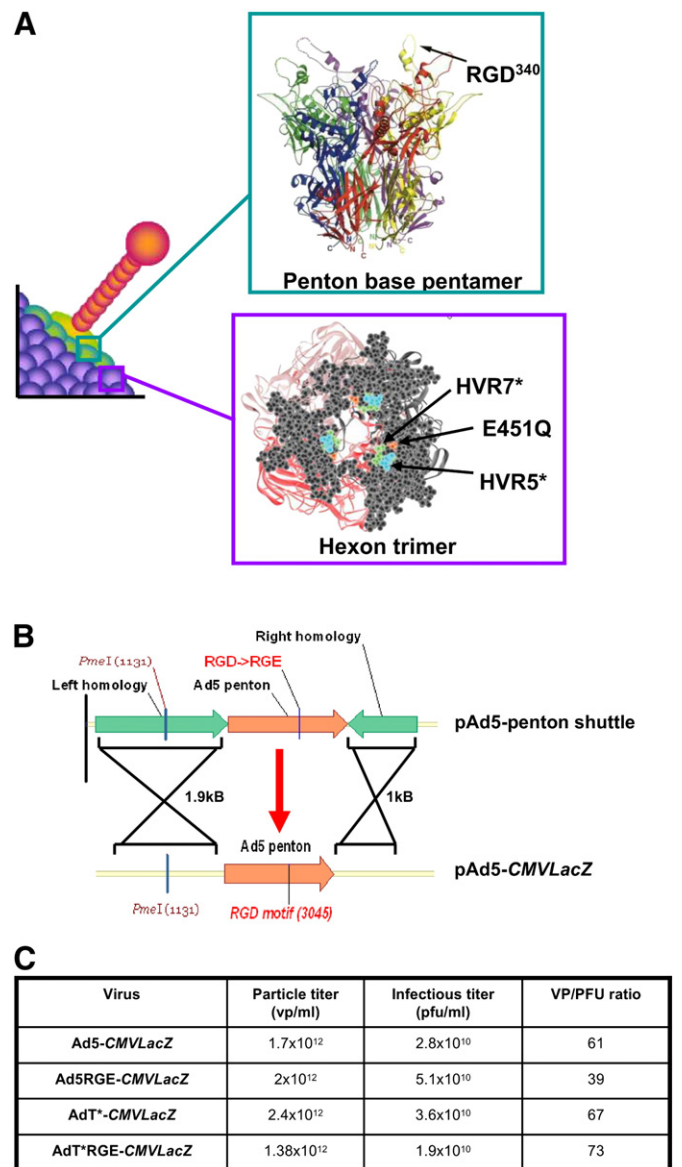 A
RGD³⁴⁰
Penton base pentamer
HVR7*
E451Q
HVR5*
Hexon trimer
B
Right homology
PmeI(1131)
RGD->RGE
Left homology
Ad5 penton
pAd5-penton shuttle
1.9kB
1kB
Ad5 penton
pAd5-CMVLacZ
PmeI(1131)
RGD motif (3045)
C
Virus Particle titer (vp/ml) Infectious titer (pfu/ml) VP/PFU ratio
Ad5-CMVLacZ 1.7x10¹² 2.8x10¹⁰ 61
Ad5RGE-CMVLacZ 2x10¹² 5.1x10¹⁰ 39
AdT*-CMVLacZ 2.4x10¹² 3.6x10¹⁰ 67
AdT*RGE-CMVLacZ 1.38x10¹² 1.9x10¹⁰ 73